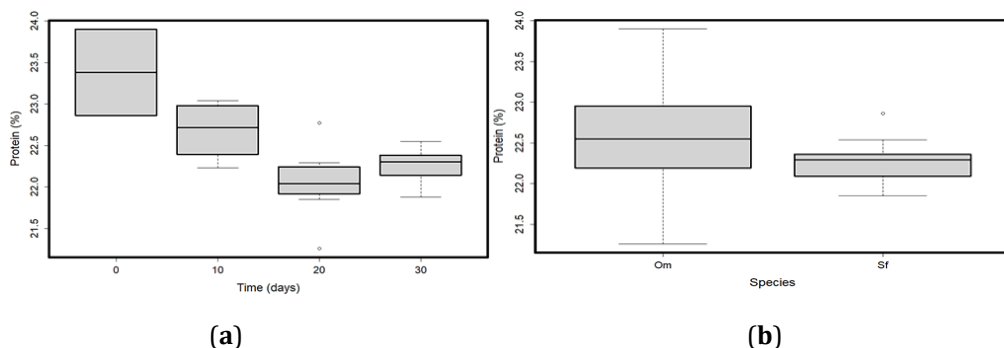 Protein (%)
24.0
23.5
23.0
22.5
22.0
21.5
0 10 20 30
Time (days)
(a)
Protein (%)
24.0
23.5
23.0
22.5
22.0
21.5
Om Sf
Species
(b)